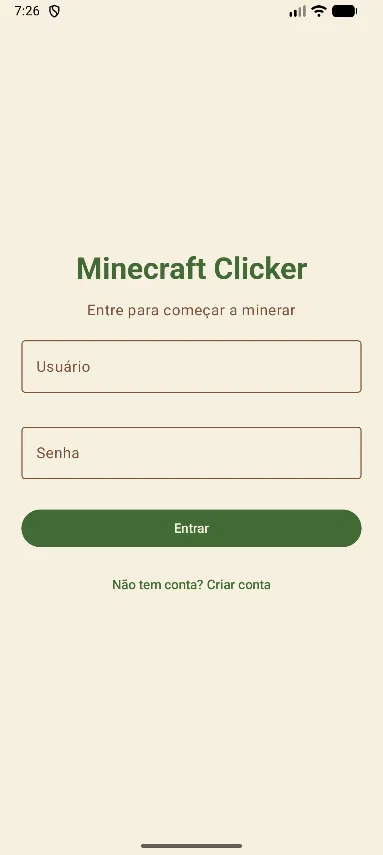 7:26
Minecraft Clicker
Entre para começar a minerar
Usuário
Senha
Entrar
Não tem conta? Criar conta